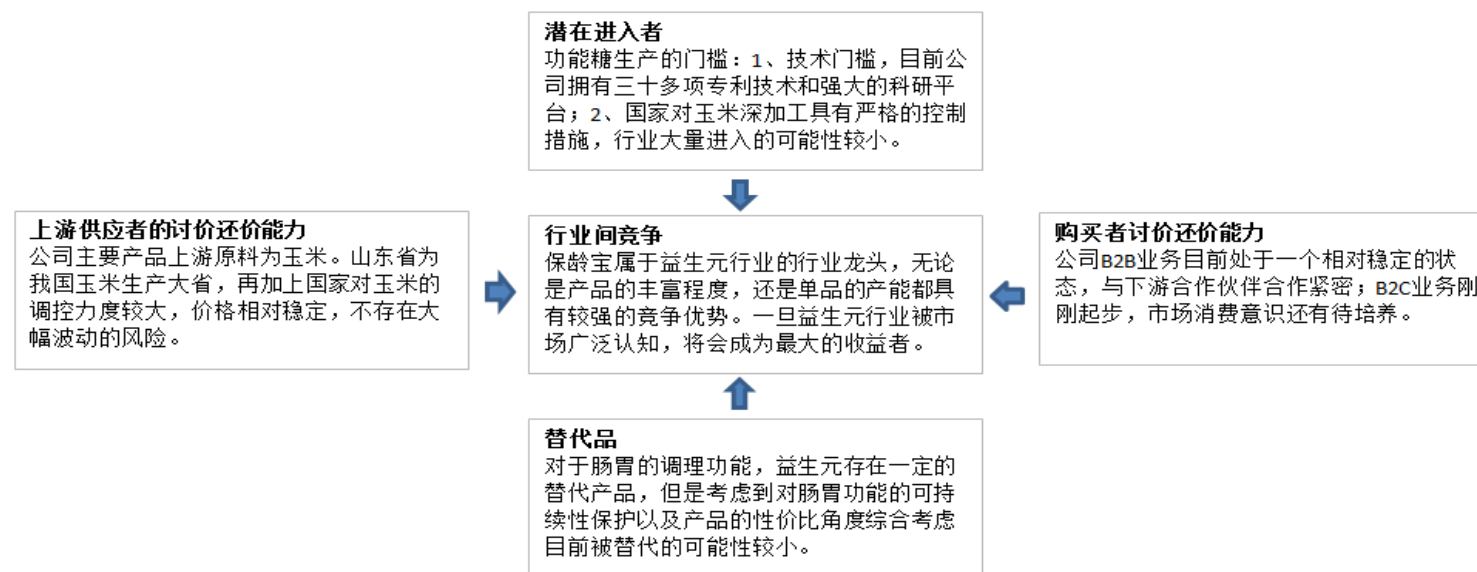 潜在进入者
功能糖生产的门槛：1、技术门槛，目前公
司拥有三十多项专利技术和强大的科研平
台；2、国家对玉米深加工具有严格的控制
措施，行业大量进入的可能性较小。
上游供应者的讨价还价能力
公司主要产品上游原料为玉米。山东省为
我国玉米生产大省，再加上国家对玉米的
调控力度较大，价格相对稳定，不存在大
幅波动的风险。
行业间竞争
保龄宝属于益生元行业的行业龙头，无论
是产品的丰富程度，还是单品的产能都具
有较强的竞争优势。一旦益生元行业被市
场广泛认知，将会成为最大的收益者。
购买者讨价还价能力
公司B2B业务目前处于一个相对稳定的状
态，与下游合作伙伴合作紧密；B2C业务刚
刚起步，市场消费意识还有待培养。
替代品
对于肠胃的调理功能，益生元存在一定的
替代产品，但是考虑到对肠胃功能的可持
续性保护以及产品的性价比角度综合考虑
目前被替代的可能性较小。